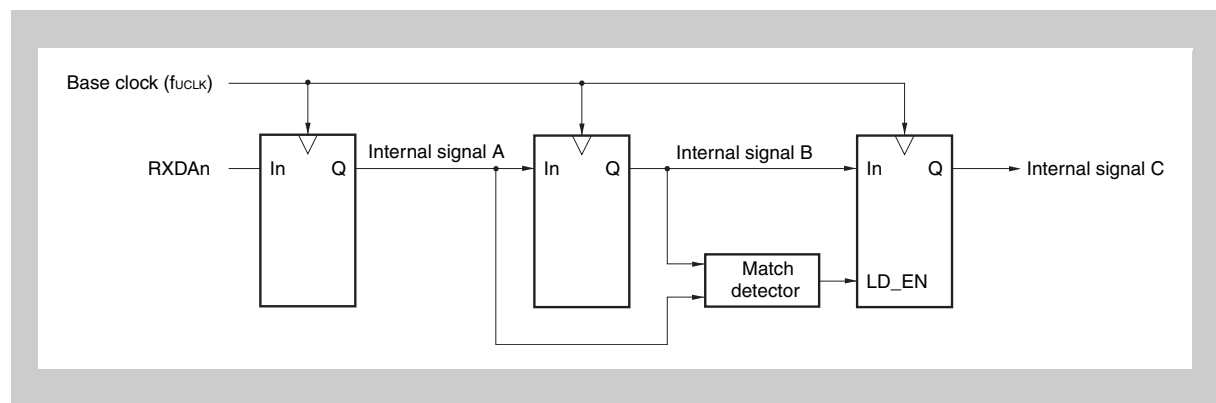 Base clock (fUCLK)
RXDAn
In
Q
Internal signal A
In
Q
Internal signal B
In
Q
Internal signal C
Match
detector
LD_EN